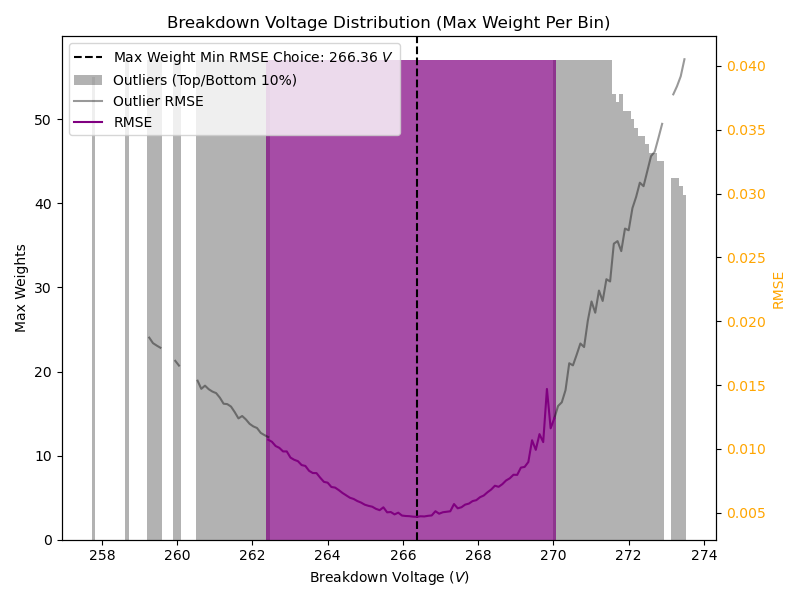 Breakdown Voltage Distribution (Max Weight Per Bin)
Max Weight Min RMSE Choice: 266.36 V
Outliers (Top/Bottom 10%)
Outlier RMSE
RMSE
Max Weights
50
40
30
20
10
0
0.040
0.035
0.030
0.025
0.020
0.015
0.010
0.005
RMSE
258 260 262 264 266 268 270 272 274
Breakdown Voltage (V)